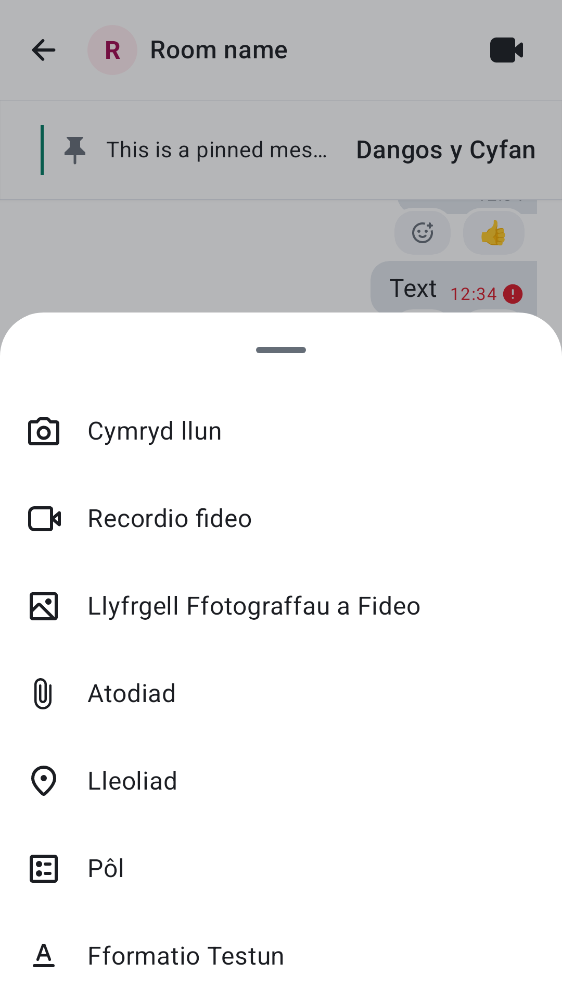 R Room name
This is a pinned mes... Dangos y Cyfan
Text 12:34
Cymryd llun
Recordio fideo
Llyfrgell Ffotograffau a Fideo
Atodiad
Lleoliad
Pôl
Fformatio Testun